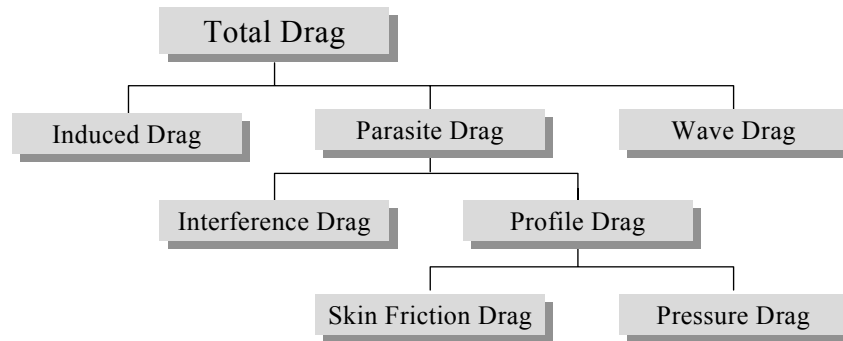 Total Drag
Induced Drag
Parasite Drag
Wave Drag
Interference Drag
Profile Drag
Skin Friction Drag
Pressure Drag